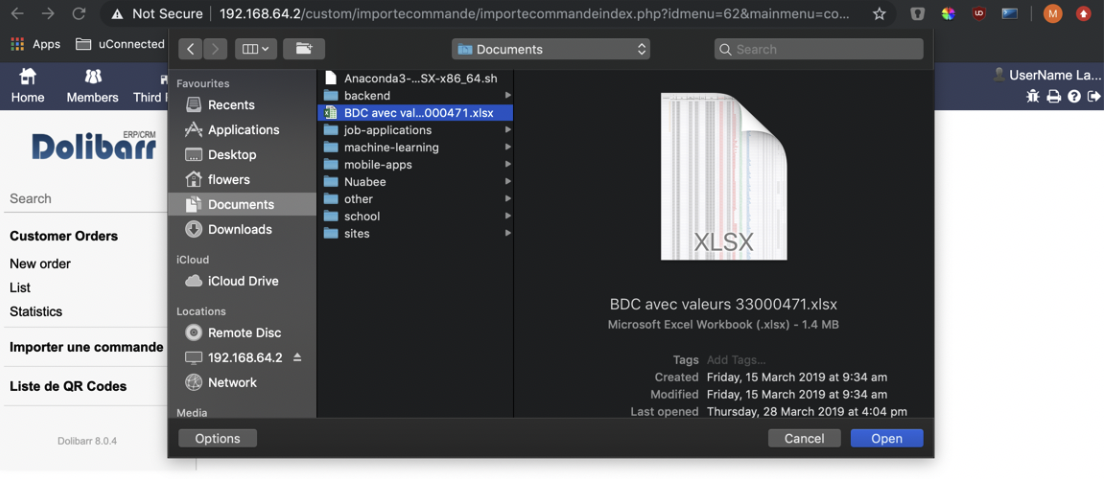 Not Secure | 192.168.64.2/custom/importecommande/importecommandeindex.php?idmenu=62&mainmenu=co...
Apps uConnected
Documents
Search
Home Members Third
UserName La...
ERP/CRM
Dolibarr
Search
Customer Orders
New order
List
Statistics
Importer une commande
Liste de QR Codes
Dolibarr 8.0.4
Favourites
Recents
Applications
Desktop
flowers
Documents
Downloads
iCloud
iCloud Drive
Locations
Remote Disc
192.168.64.2
Network
Media
Anaconda3-...SX-x86_64.sh
backend
BDC avec val...000471.xlsx
job-applications
machine-learning
mobile-apps
Nuabee
other
school
sites
XLSX
BDC avec valeurs 33000471.xlsx
Microsoft Excel Workbook (.xlsx) - 1.4 MB
Tags Add Tags...
Created Friday, 15 March 2019 at 9:34 am
Modified Friday, 15 March 2019 at 9:34 am
Last opened Thursday, 28 March 2019 at 4:04 pm
Options
Cancel
Open